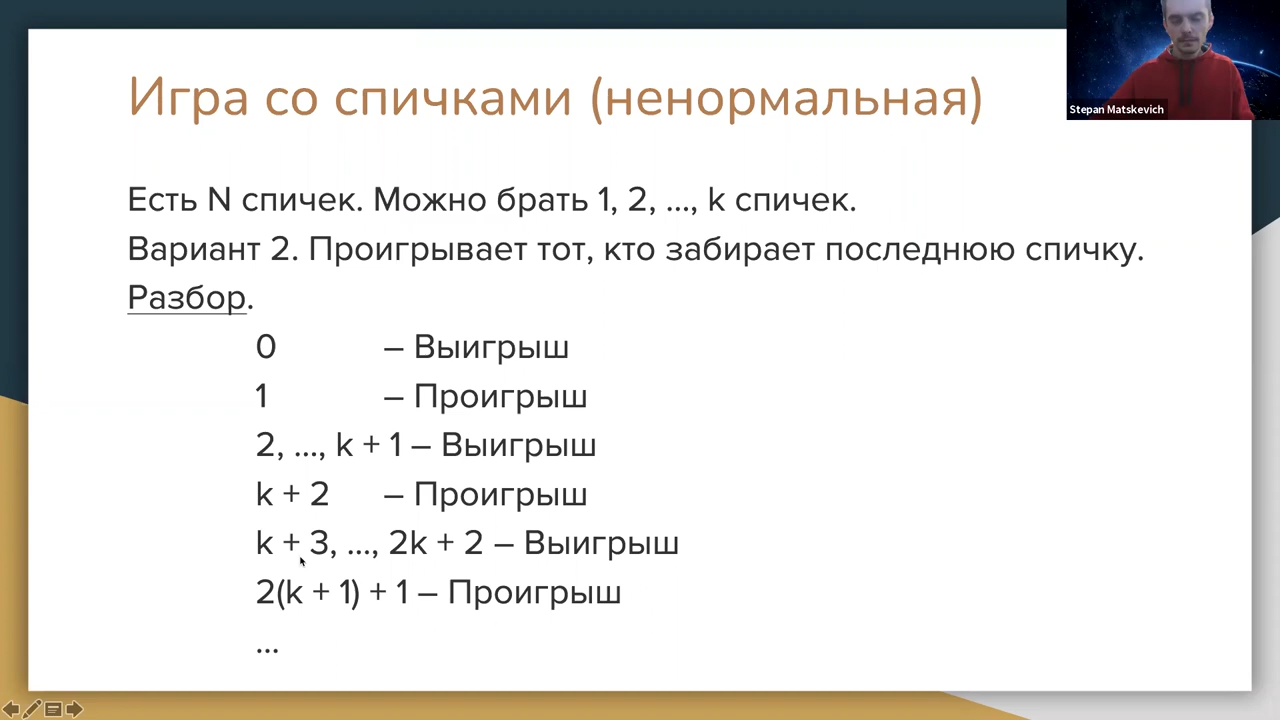 Игра со спичками (ненормальная)
Stepan Matskevich
Есть N спичек. Можно брать 1, 2, ..., k спичек.
Вариант 2. Проигрывает тот, кто забирает последнюю спичку.
Разбор.
0 – Выигрыш
1 – Проигрыш
2, ..., k + 1 – Выигрыш
k + 2 – Проигрыш
k + 3, ..., 2k + 2 – Выигрыш
2(k + 1) + 1 – Проигрыш
...